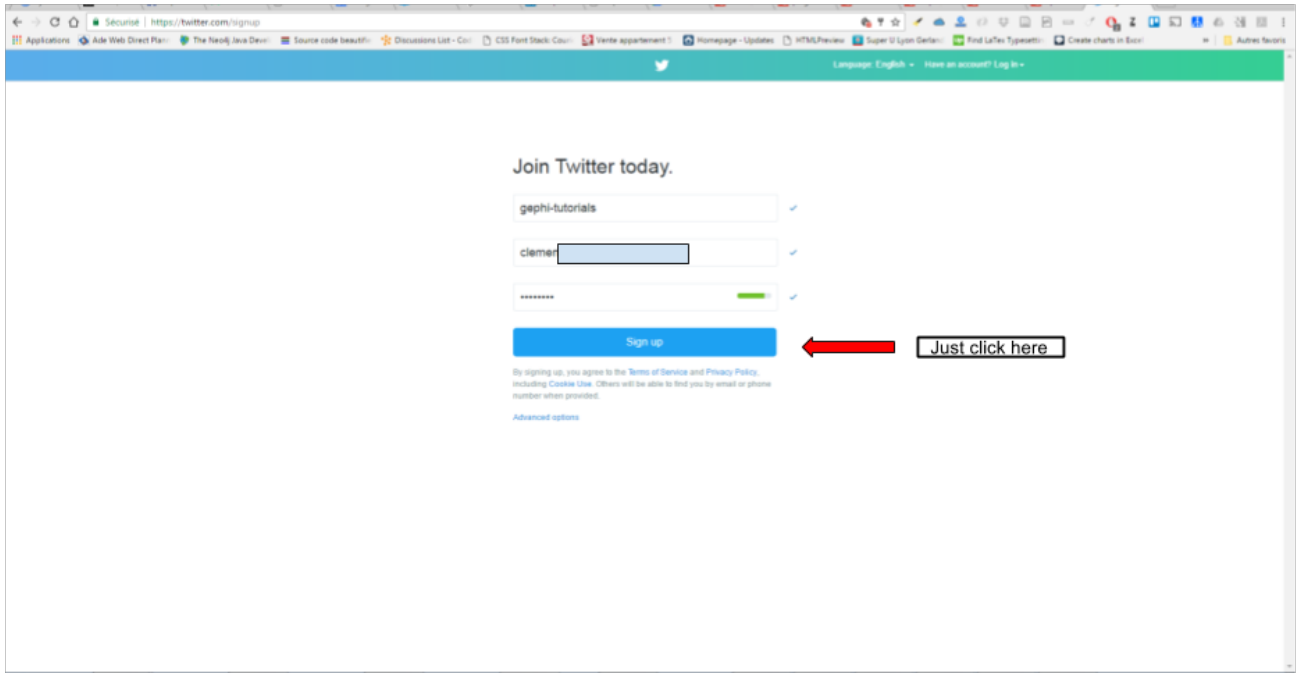 Sécurisé | https://twitter.com/signup
Applications Ade Web Direct Plan The Neo4j Java Devel Source code beautifi Discussions List - Co CSS Font Stack: Cour Vente appartement Homepage - Updates HTMLPreview Super U Lyon Gerlan Find LaTex Typesetti Create charts in Excel » Autres favoris
Language: English Have an account? Log in
Join Twitter today.
gephi-tutorials
clemen
••••••••
Sign up
Just click here
By signing up, you agree to the Terms of Service and Privacy Policy,
including Cookie Use. Others will be able to find you by email or phone
number when provided.
Advanced options